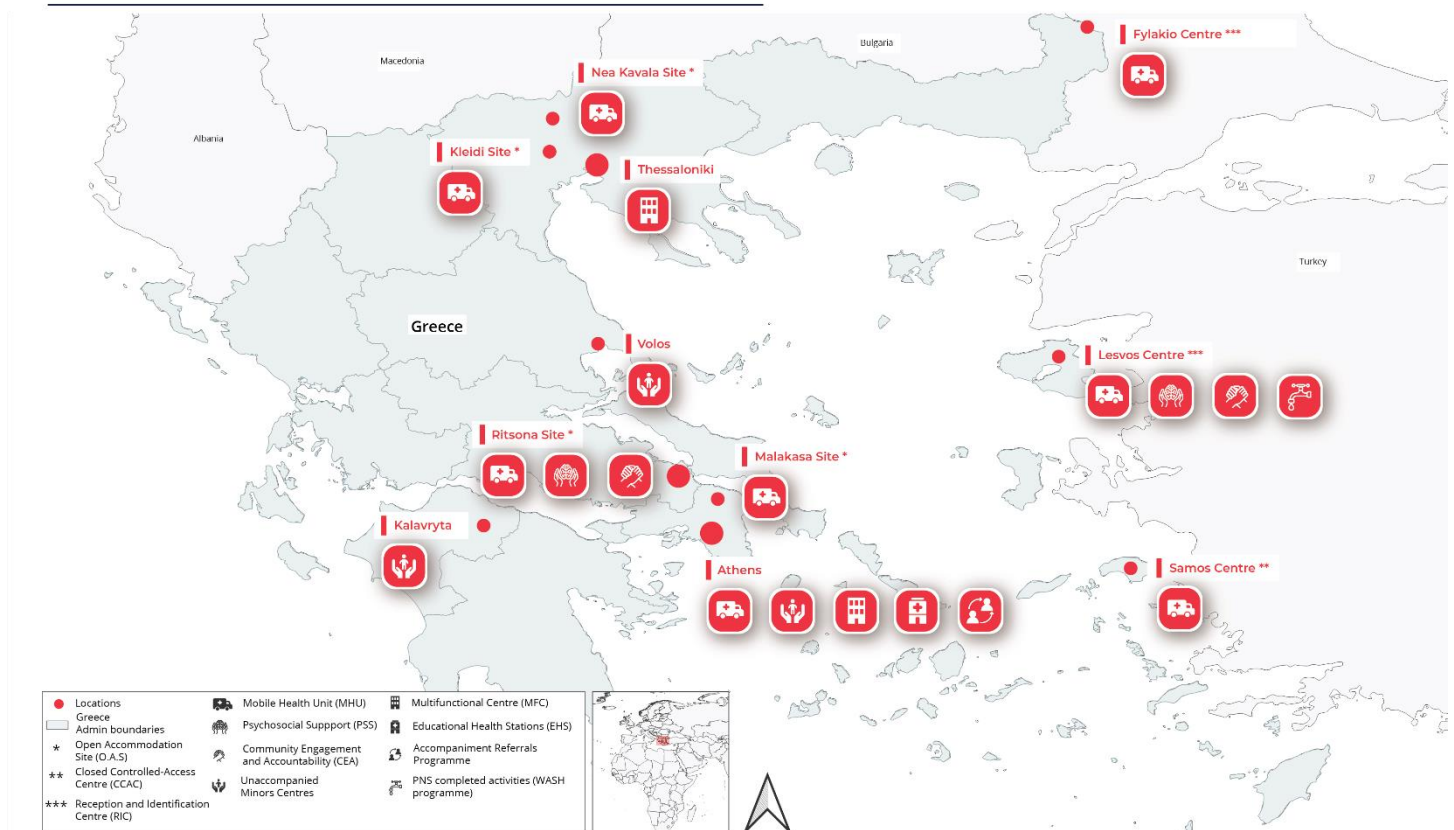 Bulgaria
Fylakio Centre ***
Macedonia
Nea Kavala Site *
Albania
Kleidi Site *
Thessaloniki
Turkey
Greece
Volos
Lesvos Centre ***
Ritsona Site *
Malakasa Site *
Kalavryta
Athens
Samos Centre **
Locations
Greece
Admin boundaries
* Open Accommodation
Site (O.A.S)
** Closed Controlled-Access
Centre (CCAC)
*** Reception and Identification
Centre (RIC)
Mobile Health Unit (MHU)
Psychosocial Suppport (PSS)
Community Engagement
and Accountability (CEA)
Unaccompanied
Minors Centres
Multifunctional Centre (MFC)
Educational Health Stations (EHS)
Accompaniment Referrals
Programme
PNS completed activities (WASH
programme)